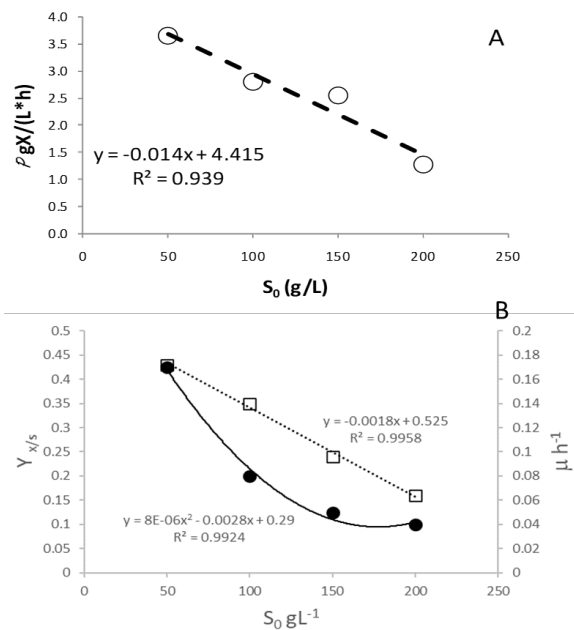 A
4.0
3.5
3.0
2.5
2.0
1.5
1.0
0.5
0.0
𝜌 gX/(L*h)
y = -0.014x + 4.415
R² = 0.939
0 50 100 150 200 250
S₀ (g/L)
B
0.5
0.45
0.4
0.35
0.3
0.25
0.2
0.15
0.1
0.05
0
Y x/s
0.2
0.18
0.16
0.14
0.12
0.1
0.08
0.06
0.04
0.02
0
μ h⁻¹
y = -0.0018x + 0.525
R² = 0.9958
y = 8E-06x² - 0.0028x + 0.29
R² = 0.9924
0 50 100 150 200 250
S₀ gL⁻¹